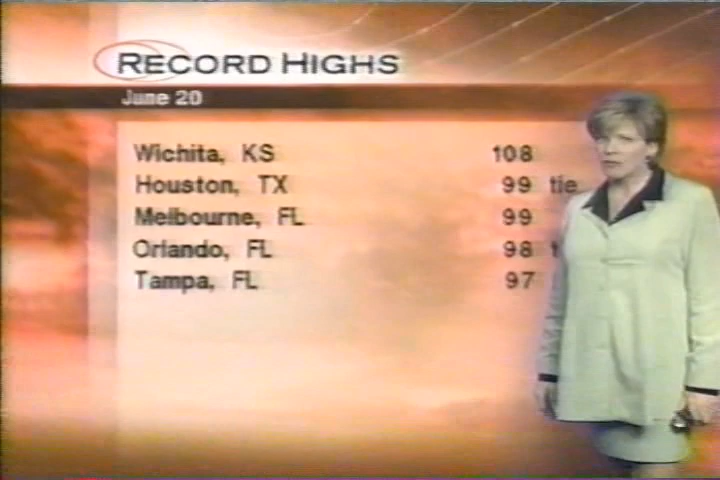 RECORD HIGHS
June 20
Wichita, KS 108
Houston, TX 99 tie
Melbourne, FL 99
Orlando, FL 98
Tampa, FL 97